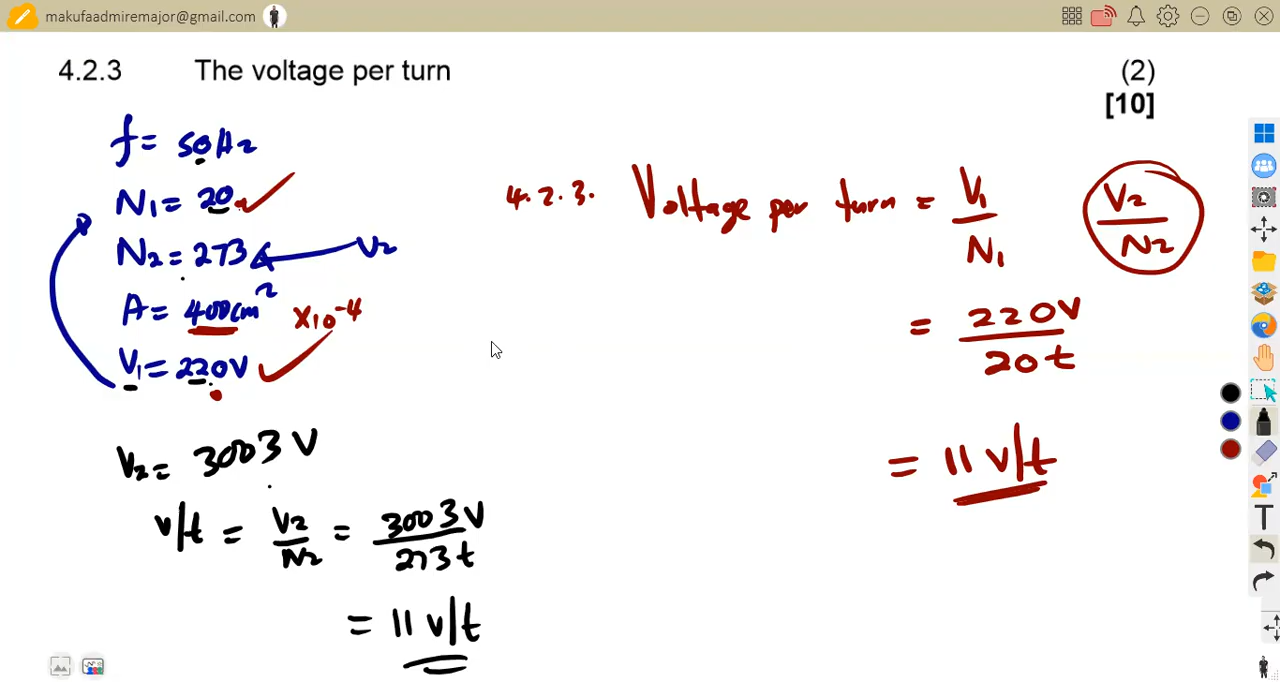 makufaadmiremajor@gmail.com
4.2.3 The voltage per turn (2)
[10]
f = 50Hz
N1 = 20
N2 = 273 V2
A = 400cm² x10^-4
V1 = 220V
V2 = 3003 V
v/t = V2/N2 = 3003V/273t
= 11 v/t
4.2.3. Voltage per turn = V1/N1 V2/N2
= 220V/20t
= 11 v/t
T